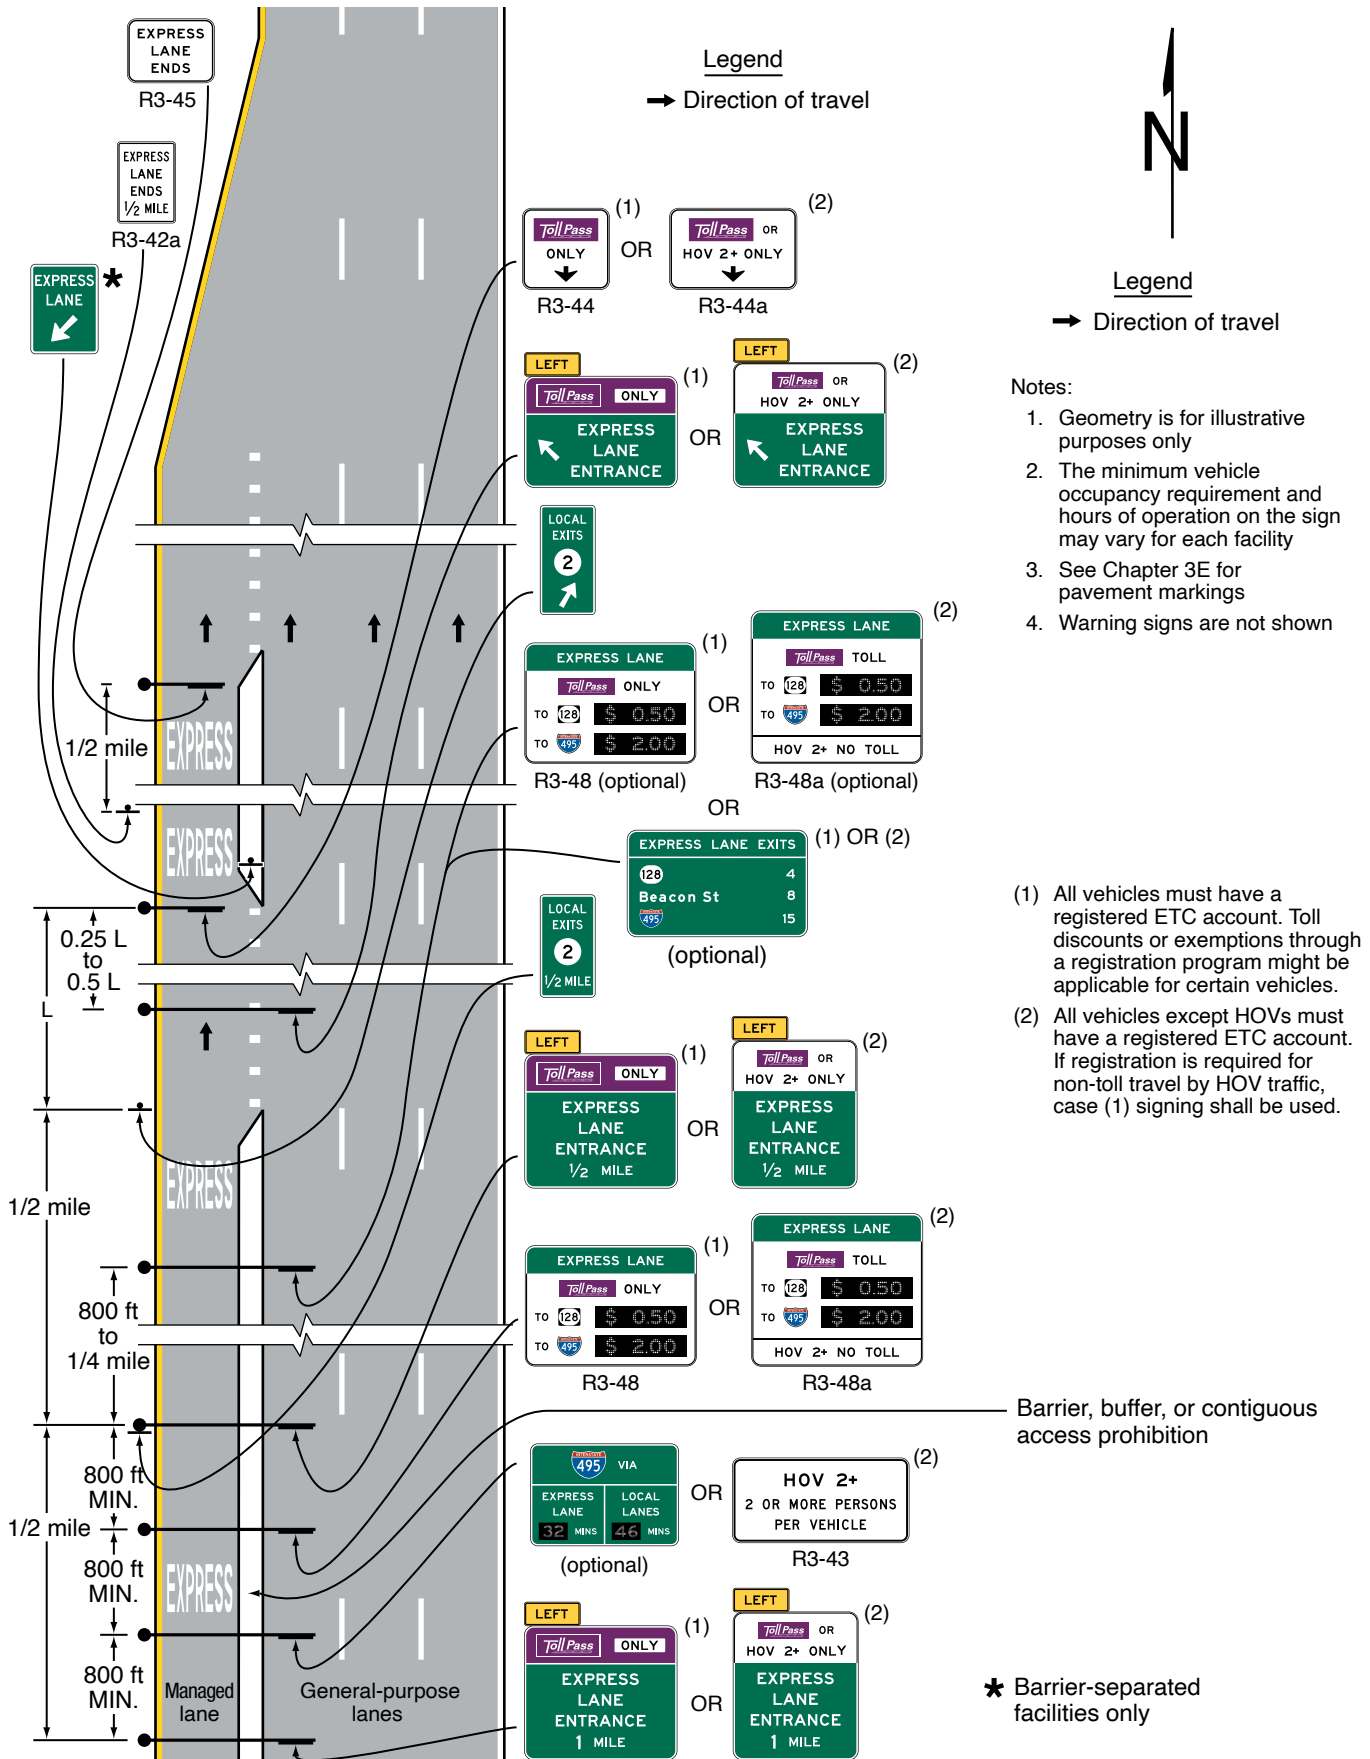 EXPRESS
LANE
ENDS
R3-45
EXPRESS
LANE
ENDS
1/2 MILE
R3-42a
EXPRESS
LANE
*
Legend
Direction of travel
N
Legend
Direction of travel
Notes:
1. Geometry is for illustrative
purposes only
2. The minimum vehicle
occupancy requirement and
hours of operation on the sign
may vary for each facility
3. See Chapter 3E for
pavement markings
4. Warning signs are not shown
Toll Pass
ONLY
(1)
R3-44
OR
Toll Pass OR
HOV 2+ ONLY
(2)
R3-44a
LEFT
Toll Pass ONLY
EXPRESS
LANE
ENTRANCE
(1)
OR
LEFT
Toll Pass OR
HOV 2+ ONLY
EXPRESS
LANE
ENTRANCE
(2)
LOCAL
EXITS
2
EXPRESS LANE
Toll Pass ONLY
TO 128 $ 0.50
TO 495 $ 2.00
(1)
R3-48 (optional)
OR
EXPRESS LANE
Toll Pass TOLL
TO 128 $ 0.50
TO 495 $ 2.00
HOV 2+ NO TOLL
(2)
R3-48a (optional)
OR
EXPRESS LANE EXITS
128 4
Beacon St 8
495 15
(1) OR (2)
(optional)
LOCAL
EXITS
2
1/2 MILE
LEFT
Toll Pass ONLY
EXPRESS
LANE
ENTRANCE
1/2 MILE
(1)
OR
LEFT
Toll Pass OR
HOV 2+ ONLY
EXPRESS
LANE
ENTRANCE
1/2 MILE
(2)
EXPRESS LANE
Toll Pass ONLY
TO 128 $ 0.50
TO 495 $ 2.00
(1)
R3-48
OR
EXPRESS LANE
Toll Pass TOLL
TO 128 $ 0.50
TO 495 $ 2.00
HOV 2+ NO TOLL
(2)
R3-48a
INTERSTATE
495 VIA
EXPRESS
LANE
32 MINS
LOCAL
LANES
46 MINS
(optional)
OR
HOV 2+
2 OR MORE PERSONS
PER VEHICLE
(2)
R3-43
LEFT
Toll Pass ONLY
EXPRESS
LANE
ENTRANCE
1 MILE
(1)
OR
LEFT
Toll Pass OR
HOV 2+ ONLY
EXPRESS
LANE
ENTRANCE
1 MILE
(2)
(1) All vehicles must have a
registered ETC account. Toll
discounts or exemptions through
a registration program might be
applicable for certain vehicles.
(2) All vehicles except HOVs must
have a registered ETC account.
If registration is required for
non-toll travel by HOV traffic,
case (1) signing shall be used.
Barrier, buffer, or contiguous
access prohibition
* Barrier-separated
facilities only
1/2 mile
EXPRESS
EXPRESS
0.25 L
to
0.5 L
L
EXPRESS
1/2 mile
800 ft
to
1/4 mile
800 ft
MIN.
1/2 mile
800 ft
MIN.
EXPRESS
800 ft
MIN.
Managed
lane
General-purpose
lanes